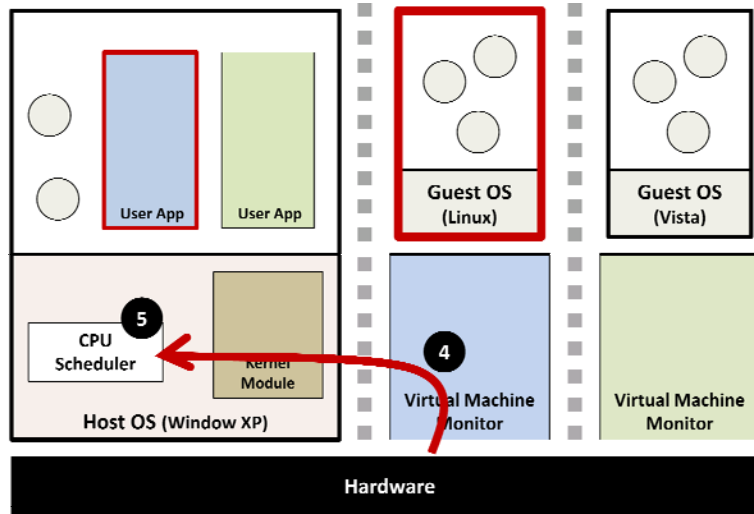 User App
User App
Guest OS
(Linux)
Guest OS
(Vista)
5
CPU
Scheduler
Kernel
Module
Host OS (Window XP)
4
Virtual Machine
Monitor
Virtual Machine
Monitor
Hardware